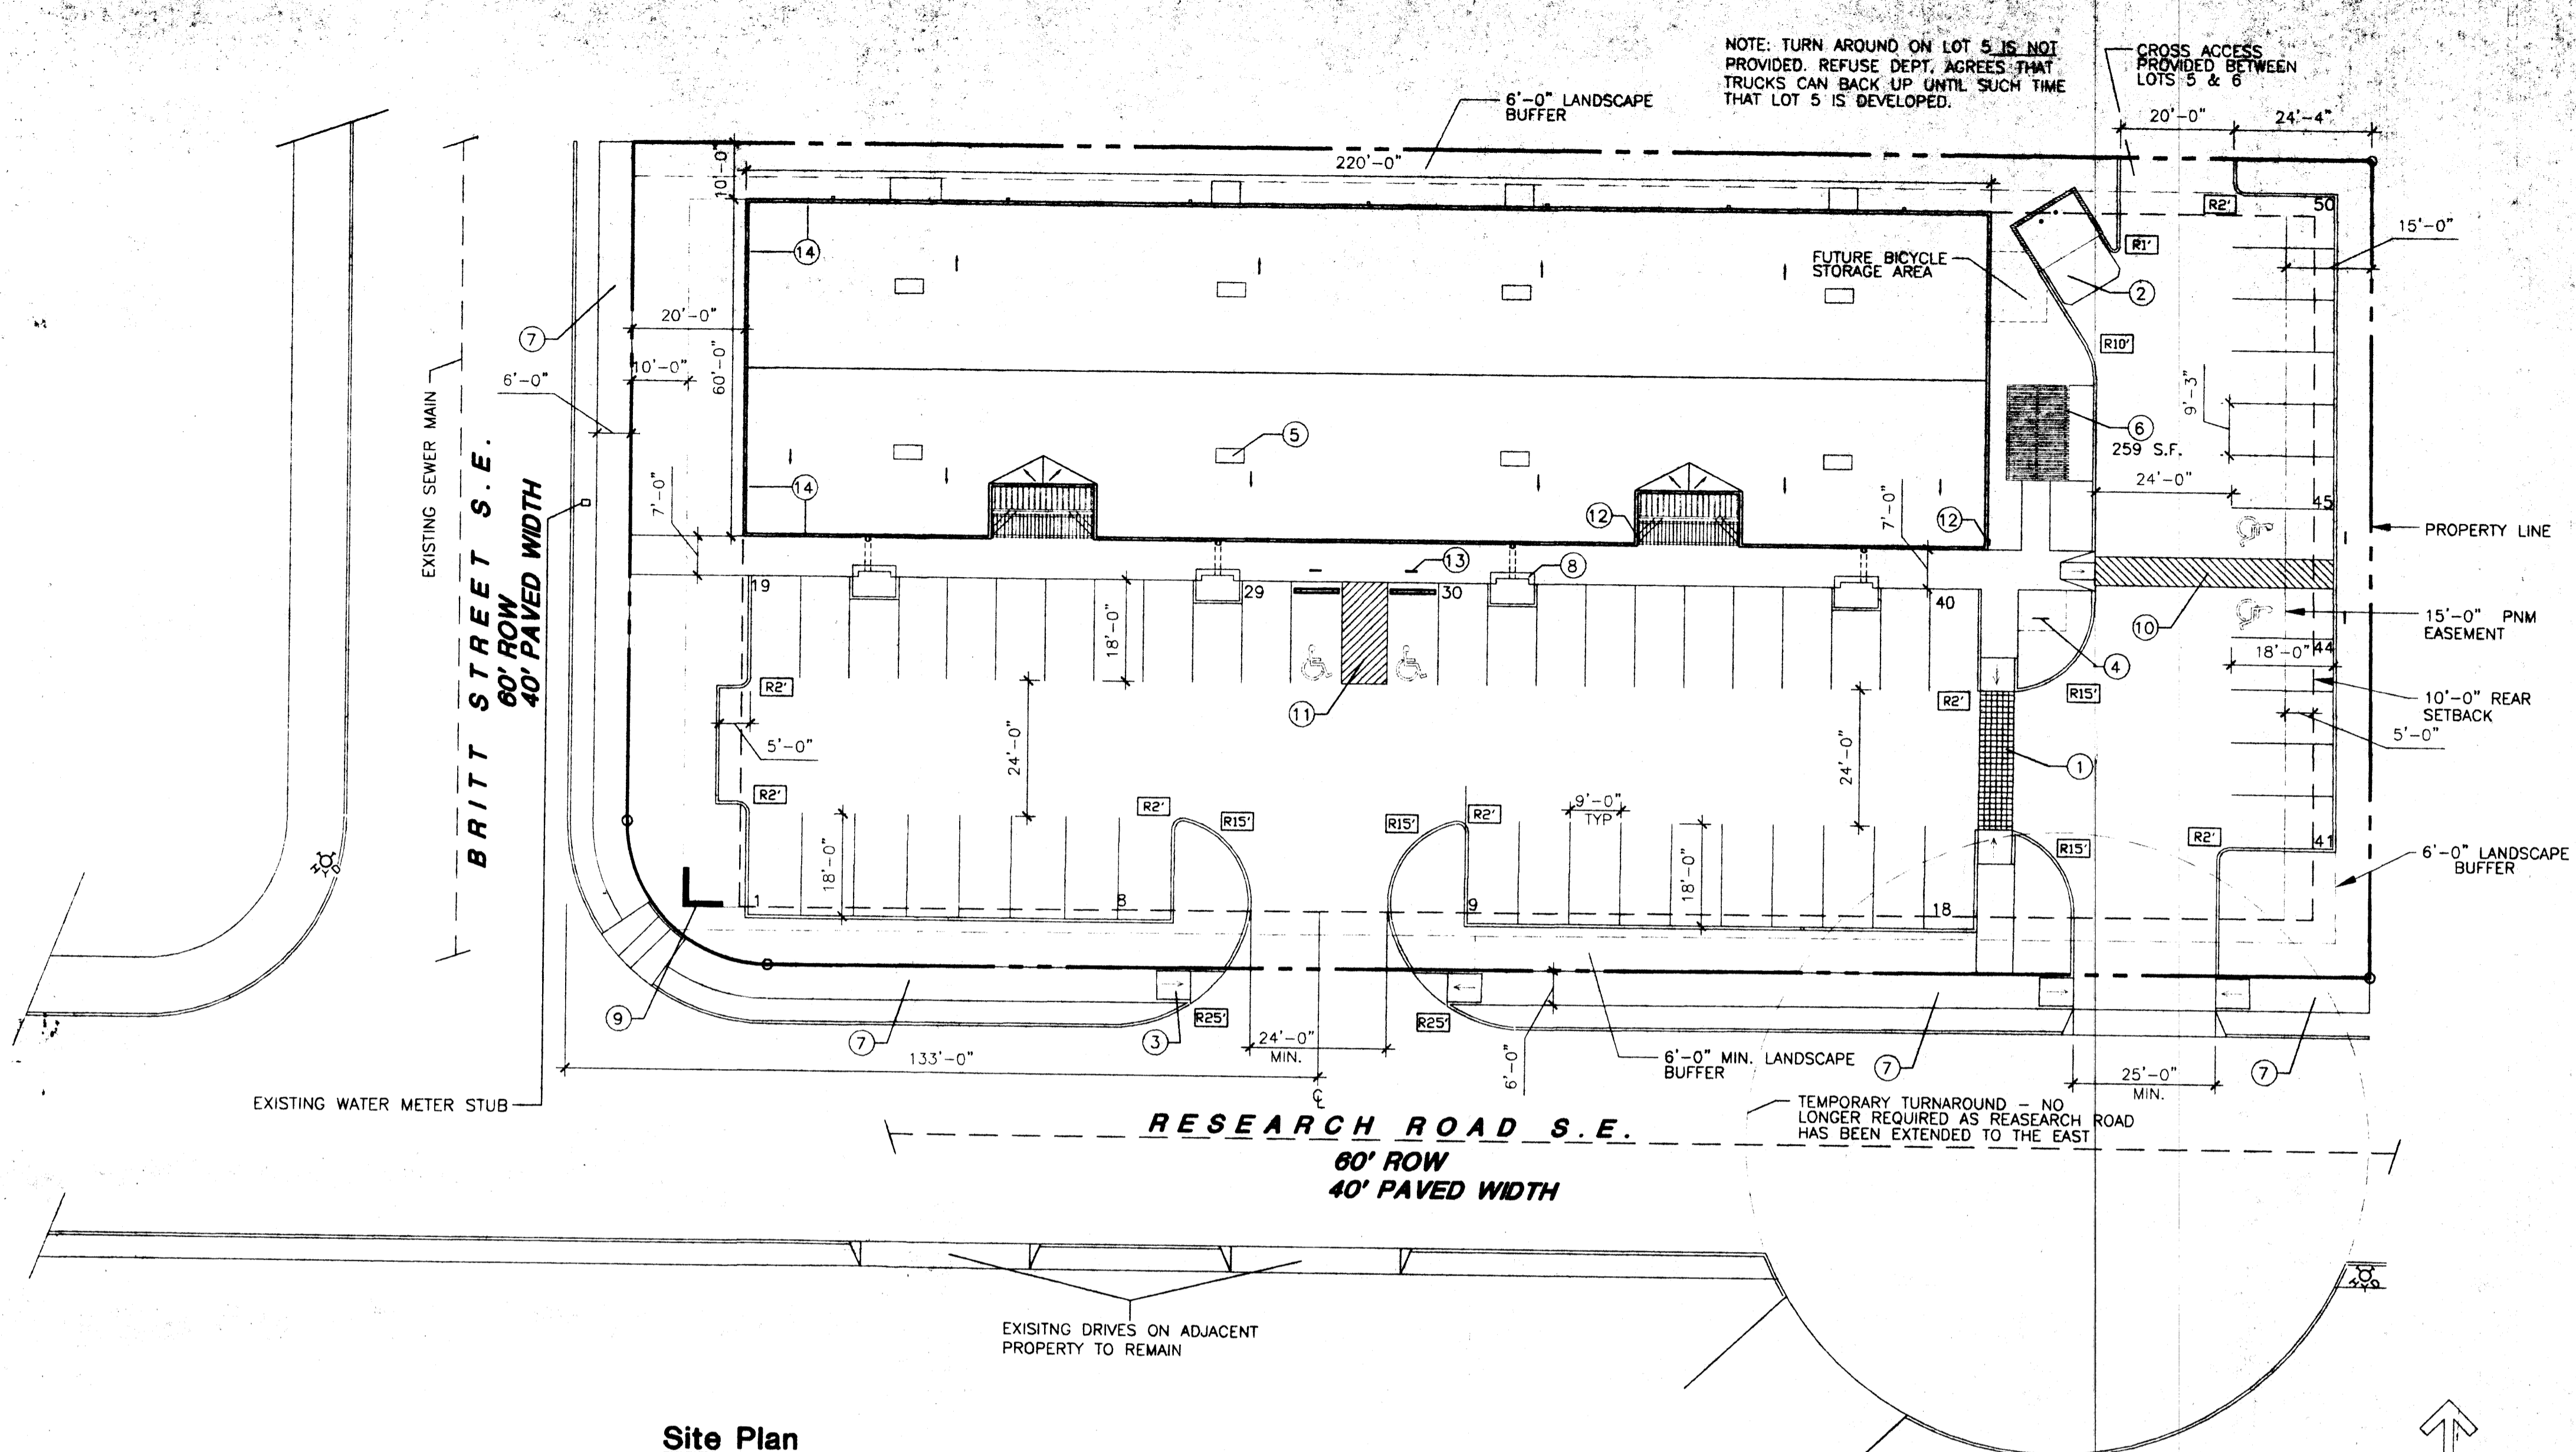 NOTE: TURN AROUND ON LOT 5 IS NOT
PROVIDED. REFUSE DEPT. AGREES THAT
TRUCKS CAN BACK UP UNTIL SUCH TIME
THAT LOT 5 IS DEVELOPED.
CROSS ACCESS
PROVIDED BETWEEN
LOTS 5 & 6
6'-0" LANDSCAPE
BUFFER
20'-0"
24'-4"
10'-0"
220'-0"
R2'
50
15'-0"
R1'
14
FUTURE BICYCLE
STORAGE AREA
2
7
20'-0"
R10'
10'-0"
6'-0"
60'-0"
9'-3"
EXISTING SEWER MAIN
BRITT STREET S.E.
60' ROW
40' PAVED WIDTH
5
6
259 S.F.
24'-0"
7'-0"
14
12
7'-0"
12
45
PROPERTY LINE
13
8
19
29
30
40
18'-0"
10
15'-0" PNM
EASEMENT
44
18'-0"
4
R2'
11
R2'
R15'
10'-0" REAR
SETBACK
5'-0"
24'-0"
24'-0"
5'-0"
1
R2'
R2'
R15'
R15'
R2'
9'-0"
TYP
18'-0"
18'-0"
R15'
R2'
41
6'-0" LANDSCAPE
BUFFER
1
8
9
18
9
7
3
R25'
R25'
24'-0"
MIN.
133'-0"
6'-0"
6'-0" MIN. LANDSCAPE
BUFFER
7
25'-0"
MIN.
7
EXISTING WATER METER STUB
℄
TEMPORARY TURNAROUND – NO
LONGER REQUIRED AS REASEARCH ROAD
HAS BEEN EXTENDED TO THE EAST
RESEARCH ROAD S.E.
60' ROW
40' PAVED WIDTH
HYD
HYD
EXISITNG DRIVES ON ADJACENT
PROPERTY TO REMAIN
Site Plan